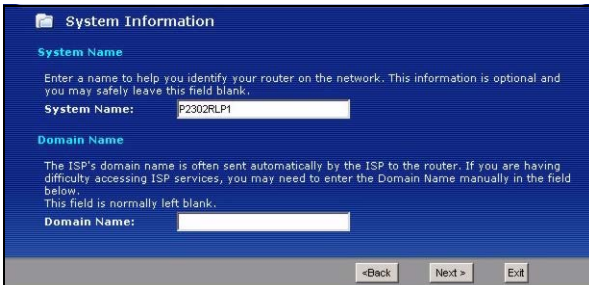 System Information
System Name
Enter a name to help you identify your router on the network. This information is optional and
you may safely leave this field blank.
System Name: P2302RLP1
Domain Name
The ISP's domain name is often sent automatically by the ISP to the router. If you are having
difficulty accessing ISP services, you may need to enter the Domain Name manually in the field
below.
This field is normally left blank.
Domain Name:
<Back Next > Exit